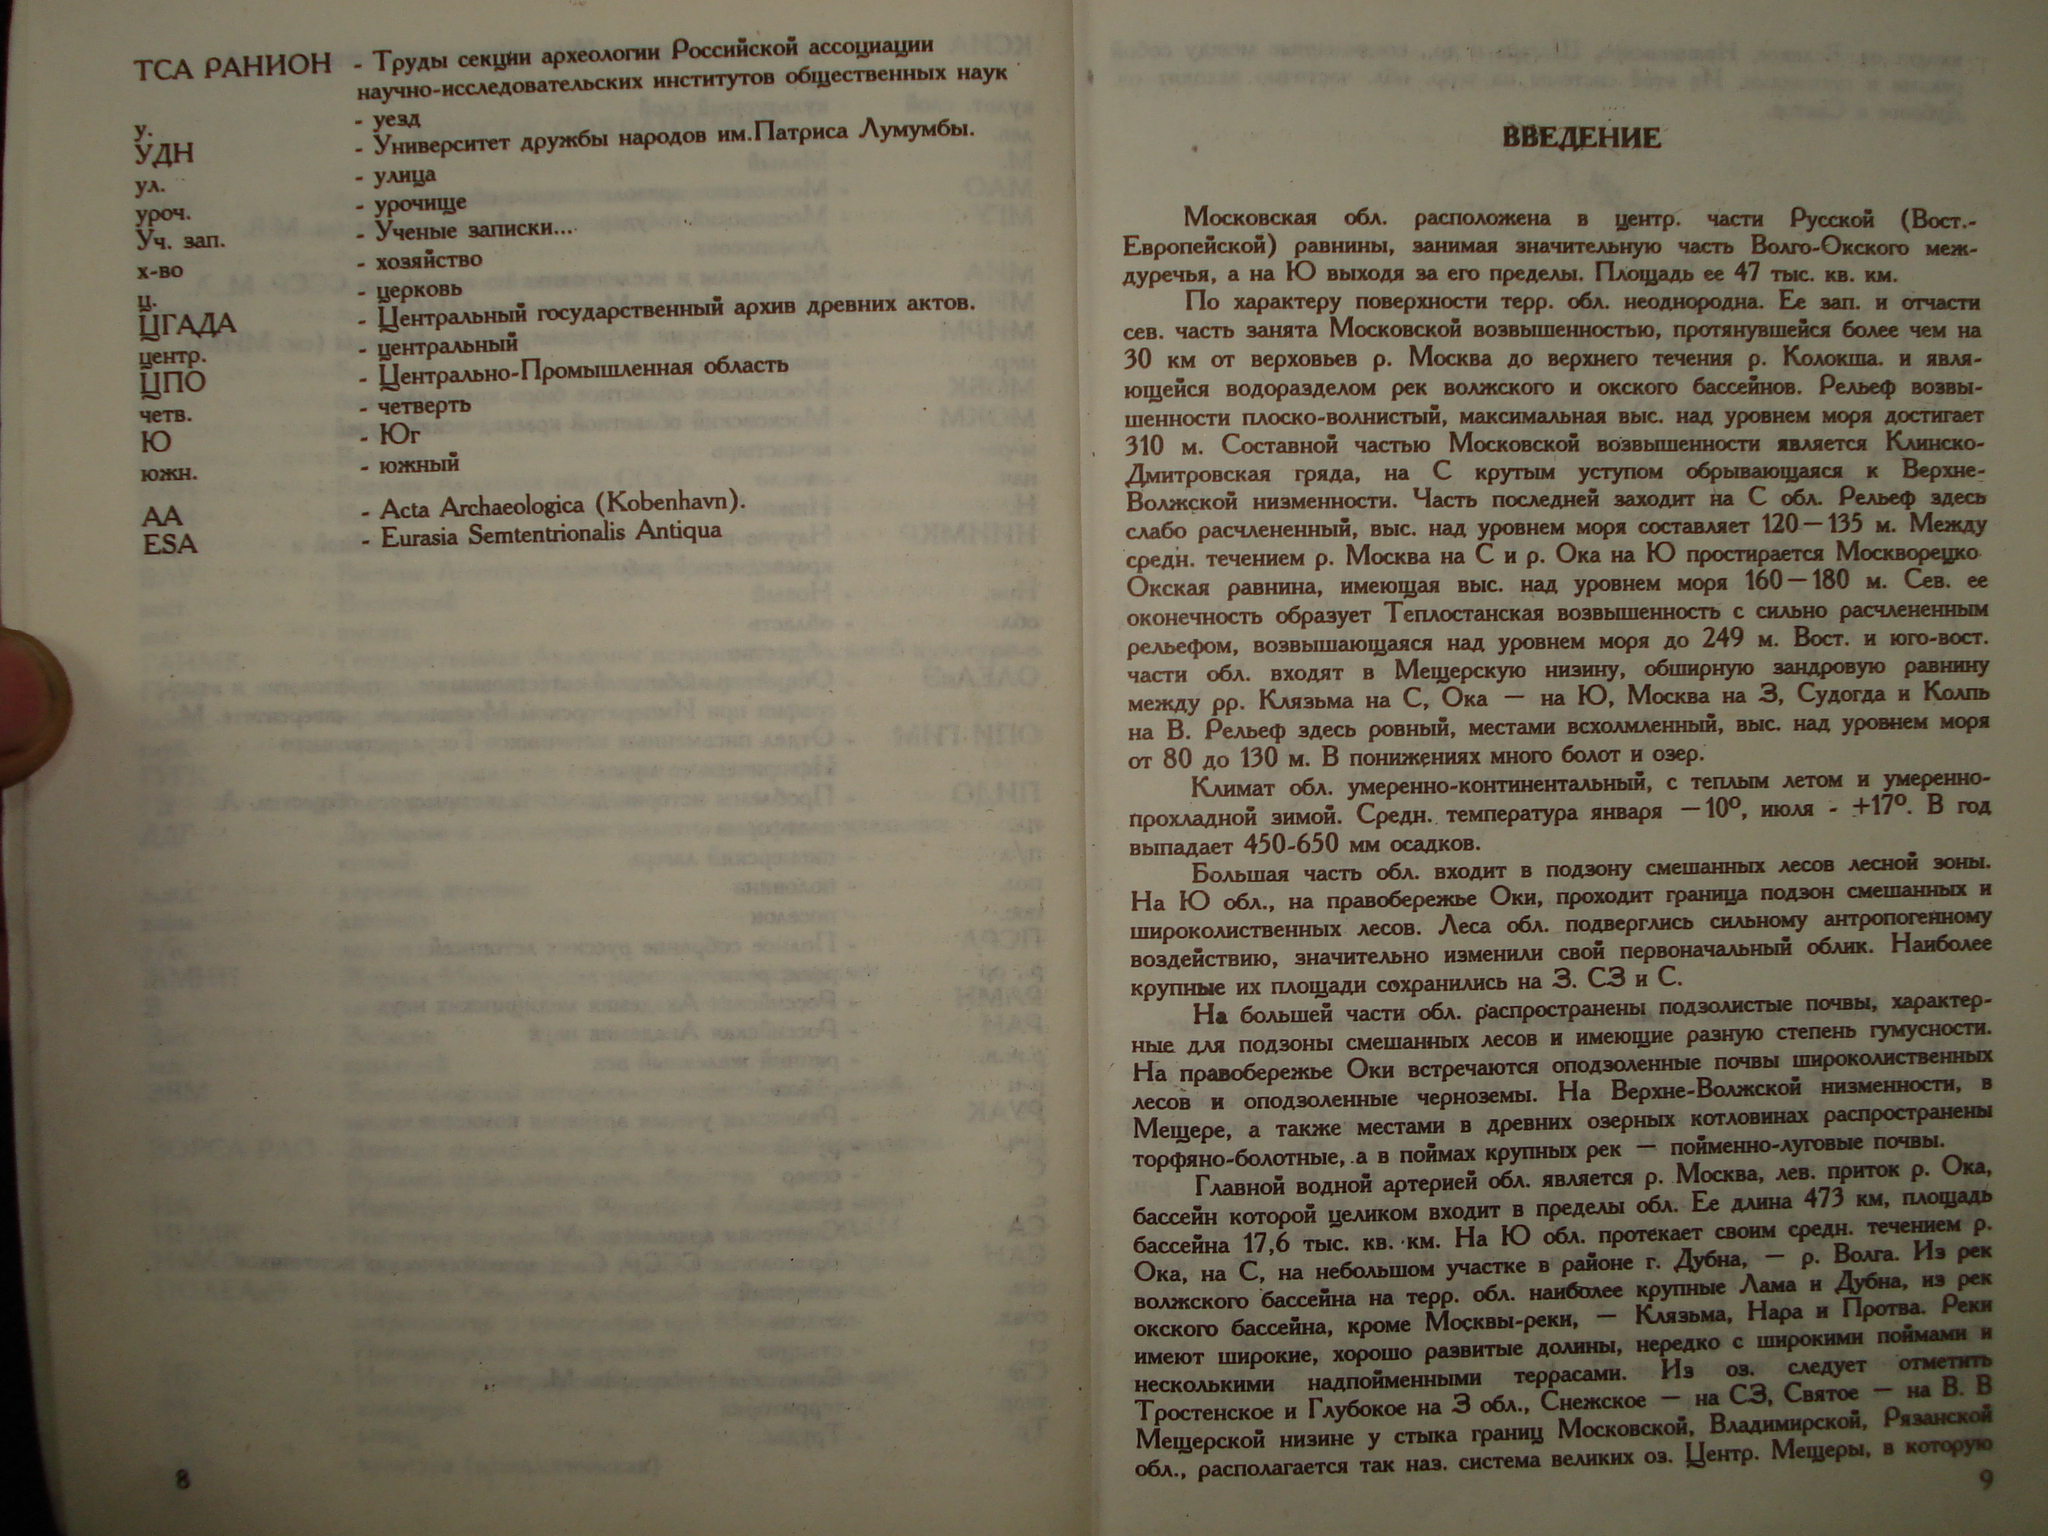 ТСА РАНИОН - Труды секции археологии Российской ассоциации
научно-исследовательских институтов общественных наук
у. - уезд
УДН - Университет дружбы народов им.Патриса Лумумбы.
ул. - улица
уроч. - урочище
Уч. зап. - Ученые записки...
х-во - хозяйство
ц. - церковь
ЦГАДА - Центральный государственный архив древних актов.
центр. - центральный
ЦПО - Центрально-Промышленная область
четв. - четверть
Ю - Юг
южн. - южный
AA - Acta Archaeologica (Kobenhavn).
ESA - Eurasia Semtentrionalis Antiqua
8
ВВЕДЕНИЕ
Московская обл. расположена в центр. части Русской (Вост.-
Европейской) равнины, занимая значительную часть Волго-Окского меж-
дуречья, а на Ю выходя за его пределы. Площадь ее 47 тыс. кв. км.
По характеру поверхности терр. обл. неоднородна. Ее зап. и отчасти
сев. часть занята Московской возвышенностью, протянувшейся более чем на
30 км от верховьев р. Москва до верхнего течения р. Колокша. и явля-
ющейся водоразделом рек волжского и окского бассейнов. Рельеф возвы-
шенности плоско-волнистый, максимальная выс. над уровнем моря достигает
310 м. Составной частью Московской возвышенности является Клинско-
Дмитровская гряда, на С крутым уступом обрывающаяся к Верхне-
Волжской низменности. Часть последней заходит на С обл. Рельеф здесь
слабо расчлененный, выс. над уровнем моря составляет 120—135 м. Между
средн. течением р. Москва на С и р. Ока на Ю простирается Москворецко
Окская равнина, имеющая выс. над уровнем моря 160—180 м. Сев. ее
оконечность образует Теплостанская возвышенность с сильно расчлененным
рельефом, возвышающаяся над уровнем моря до 249 м. Вост. и юго-вост.
части обл. входят в Мещерскую низину, обширную зандровую равнину
между рр. Клязьма на С, Ока — на Ю, Москва на З, Судогда и Колпь
на В. Рельеф здесь ровный, местами всхолмленный, выс. над уровнем моря
от 80 до 130 м. В понижениях много болот и озер.
Климат обл. умеренно-континентальный, с теплым летом и умеренно-
прохладной зимой. Средн. температура января —10°, июля - +17°. В год
выпадает 450-650 мм осадков.
Большая часть обл. входит в подзону смешанных лесов лесной зоны.
На Ю обл., на правобережье Оки, проходит граница подзон смешанных и
широколиственных лесов. Леса обл. подверглись сильному антропогенному
воздействию, значительно изменили свой первоначальный облик. Наиболее
крупные их площади сохранились на З. СЗ и С.
На большей части обл. распространены подзолистые почвы, характер-
ные для подзоны смешанных лесов и имеющие разную степень гумусности.
На правобережье Оки встречаются оподзоленные почвы широколиственных
лесов и оподзоленные черноземы. На Верхне-Волжской низменности, в
Мещере, а также местами в древних озерных котловинах распространены
торфяно-болотные, а в поймах крупных рек — пойменно-луговые почвы.
Главной водной артерией обл. является р. Москва, лев. приток р. Ока,
бассейн которой целиком входит в пределы обл. Ее длина 473 км, площадь
бассейна 17,6 тыс. кв. км. На Ю обл. протекает своим средн. течением р.
Ока, на С, на небольшом участке в районе г. Дубна, — р. Волга. Из рек
волжского бассейна на терр. обл. наиболее крупные Лама и Дубна, из рек
окского бассейна, кроме Москвы-реки, — Клязьма, Нара и Протва. Реки
имеют широкие, хорошо развитые долины, нередко с широкими поймами и
несколькими надпойменными террасами. Из оз. следует отметить
Тростенское и Глубокое на З обл., Снежское — на СЗ, Святое — на В. В
Мещерской низине у стыка границ Московской, Владимирской, Рязанской
обл., располагается так наз. система великих оз. Центр. Мещеры, в которую
9